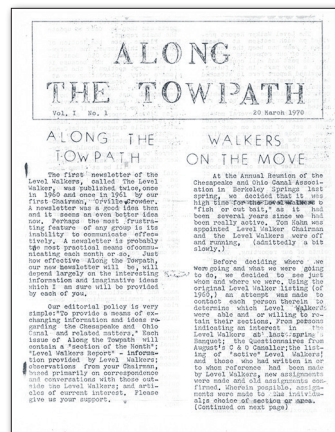 ALONG
THE TOWPATH
Vol. 1 No. 1 20 March 1970
ALONG THE
TOWPATH
The first newsletter of the
Level Walkers, called The Level
Walker, was published twice, once
in 1960 and once in 1961 by our
first Chairman, Orville Crowder.
A newsletter was a good idea then
and it seems an even better idea
now. Perhaps the most frustra-
ting feature of any group is its
inability to communicate effec-
tively. A newsletter is probably
the most practical means of commu-
nicating each month or so. Just
how effective Along the Towpath,
our new newsletter will be, will
depend largely on the interesting
information and imaginative ideas
which I am sure will be provided
by each of you.
Our editorial policy is very
simple: "To provide a means of ex-
changing information and ideas re-
garding the Chesapeake and Ohio
Canal and related matters." Each
issue of Along the Towpath will
contain a "section of the Month";
"Level Walkers Report" - informa-
tion provided by Level Walkers;
observations from your Chairman,
based primarily on correspondence
and conversations with those out-
side the Level Walkers; and arti-
cles of current interest. Please
give us your support.
WALKERS
ON THE MOVE
At the Annual Reunion of the
Chesapeake and Ohio Canal Associ-
ation in Berkeley Springs last
spring, we decided that it was
high time for the Level Walkers to
"fish or cut bait," as it had
been several years since we had
been really active. Tom Hahn was
appointed Level Walker Chairman
and the Level Walkers were off
and running, (admittedly a bit
slowly.)
Before deciding where we
were going and what we were going
to do, we decided to see just
whom and where we were. Using the
original Level Walker listing (of
1960,) an attempt was made to
contact each person therein to
determine which Level Walkers
were able and or willing to re-
tain their sections. From persons
indicating an interest in the
Level Walkers at last spring's
Banquet; the Questionnaires from
August's C & O Canaller; the list-
ing of "active" Level Walkers;
and those who had written in or
to whose reference had been made
by Level Walkers, new assignments
were made and old assignments con-
firmed. Wherein possible, assign-
ments were made to the individu-
als; choice of section or area.
(Continued on next page)